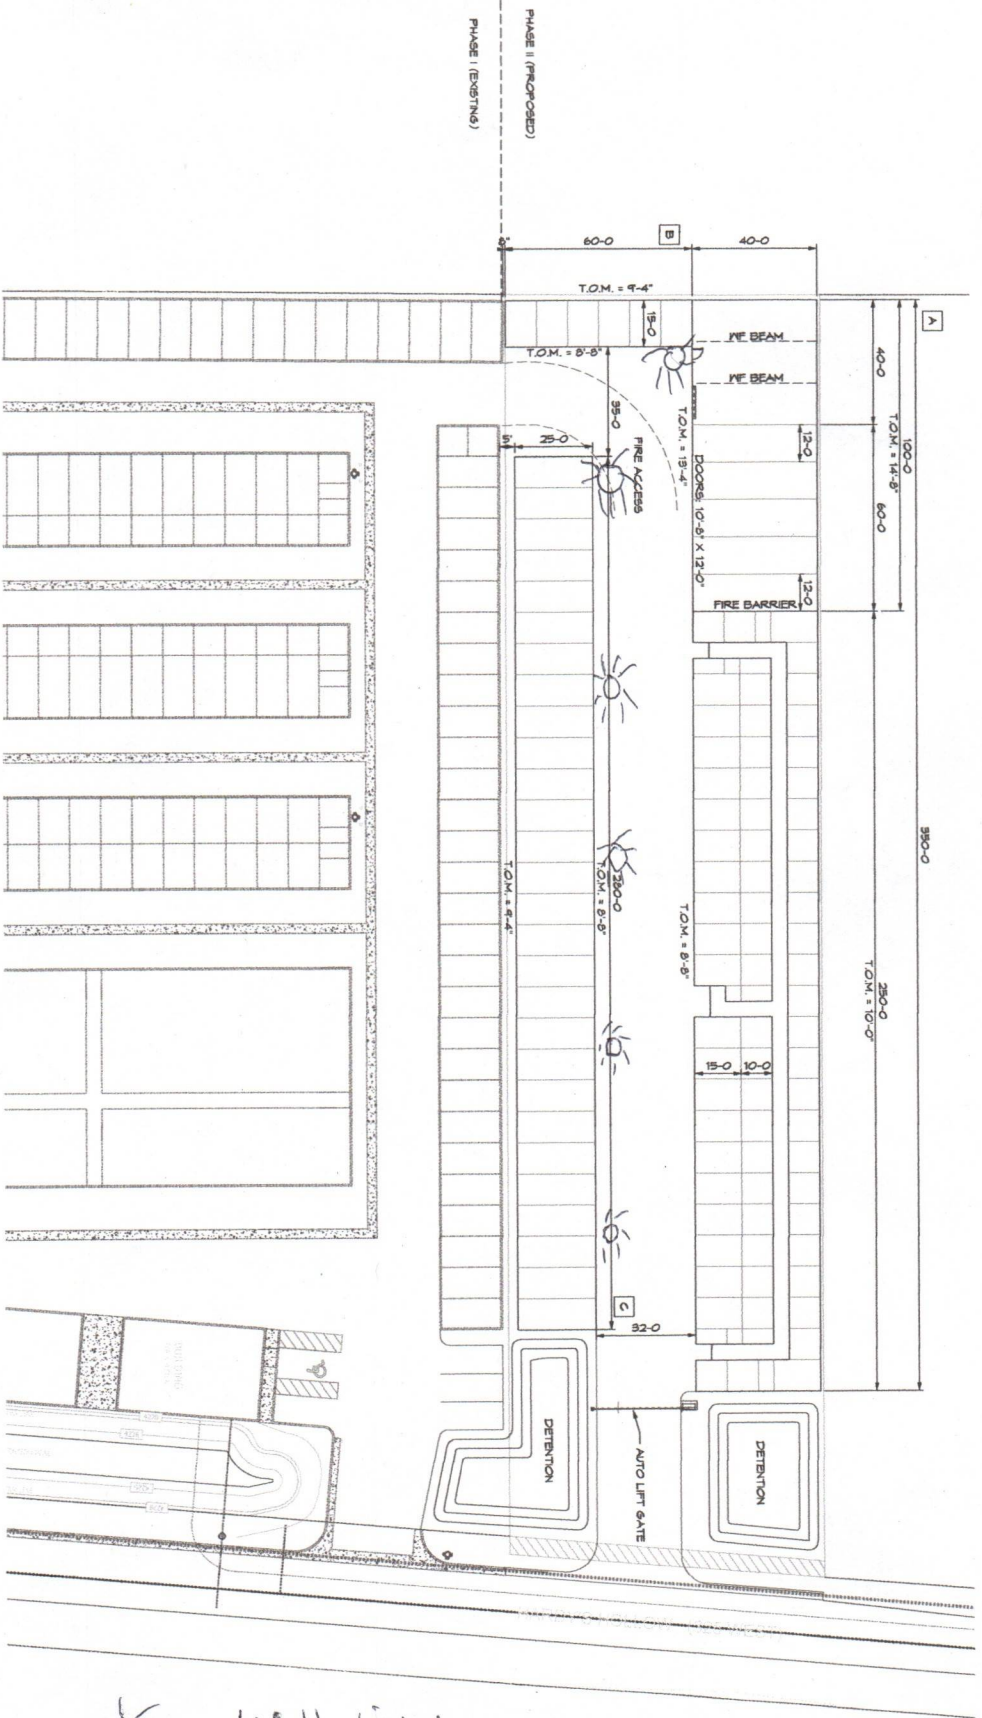 PHASE II (PROPOSED)
PHASE I (EXISTING)
A
350-0
100-0
T.O.M. = 14'-8"
250-0
T.O.M. = 10'-0"
40-0
60-0
B
60-0
40-0
T.O.M. = 9'-4"
WF BEAM
WF BEAM
12-0
12-0
FIRE BARRIER
15-0
T.O.M. = 8'-8"
35-0
FIRE ACCESS
DOORS: 10'-8" X 12'-0"
25-0
5
280-0
T.O.M. = 8'-8"
T.O.M. = 9'-4"
T.O.M. = 8'-8"
15-0
10-0
C
32-0
DETENTION
DETENTION
AUTO LIFT GATE